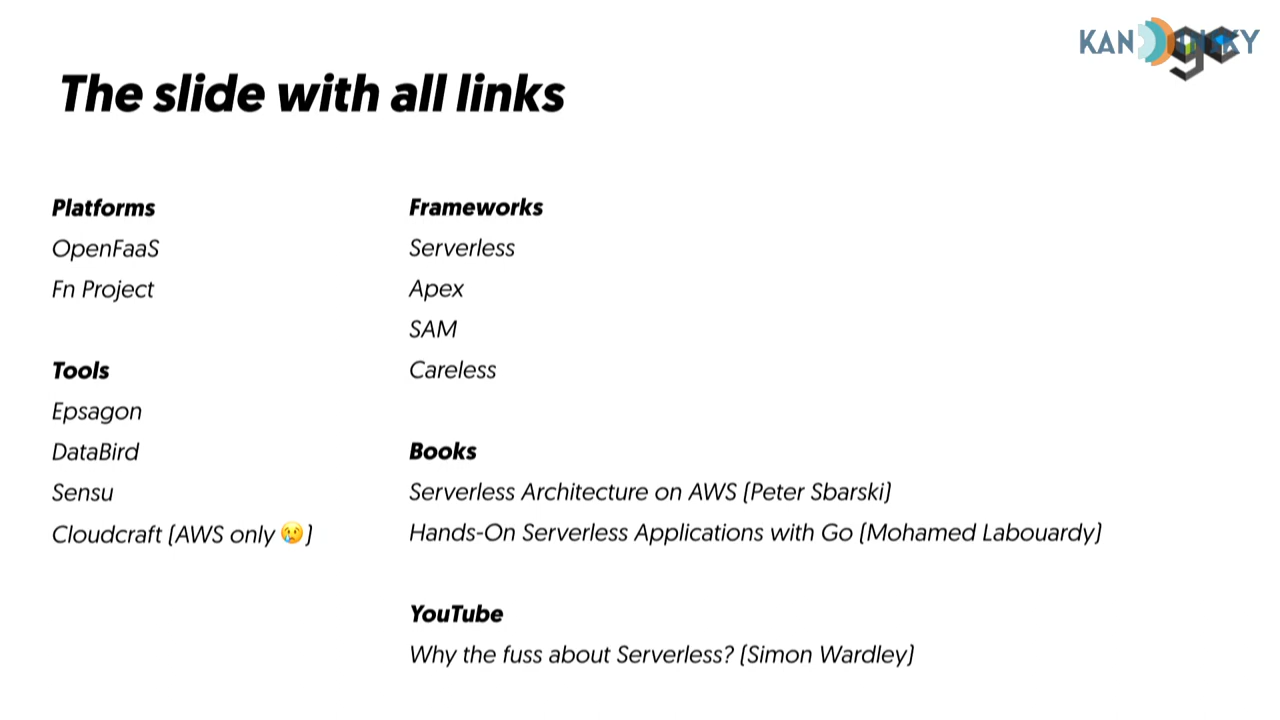 The slide with all links
Platforms
OpenFaaS
Fn Project
Tools
Epsagon
DataBird
Sensu
Cloudcraft (AWS only 😢)
Frameworks
Serverless
Apex
SAM
Careless
Books
Serverless Architecture on AWS (Peter Sbarski)
Hands-On Serverless Applications with Go (Mohamed Labouardy)
YouTube
Why the fuss about Serverless? (Simon Wardley)